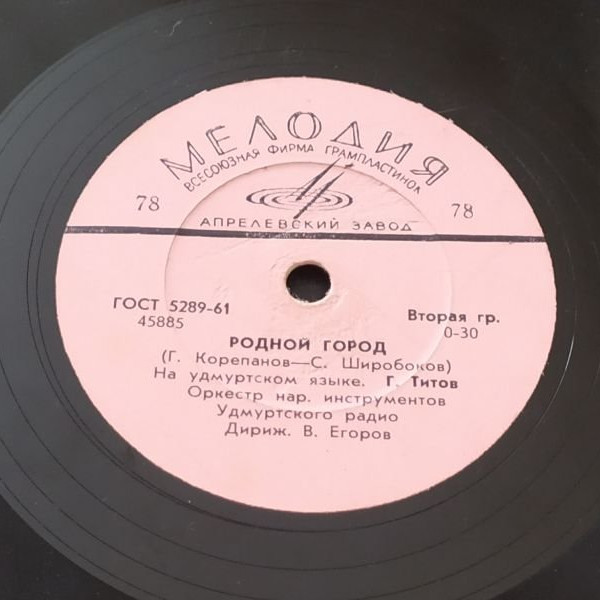 МЕЛОДИЯ
ВСЕСОЮЗНАЯ ФИРМА ГРАМПЛАСТИНОК
78 78
АПРЕЛЕВСКИЙ ЗАВОД
ГОСТ 5289-61 Вторая гр.
45885 0-30
РОДНОЙ ГОРОД
(Г. Корепанов—С. Широбоков)
На удмуртском языке. Г. Титов
Оркестр нар. инструментов
Удмуртского радио
Дириж. В. Егоров